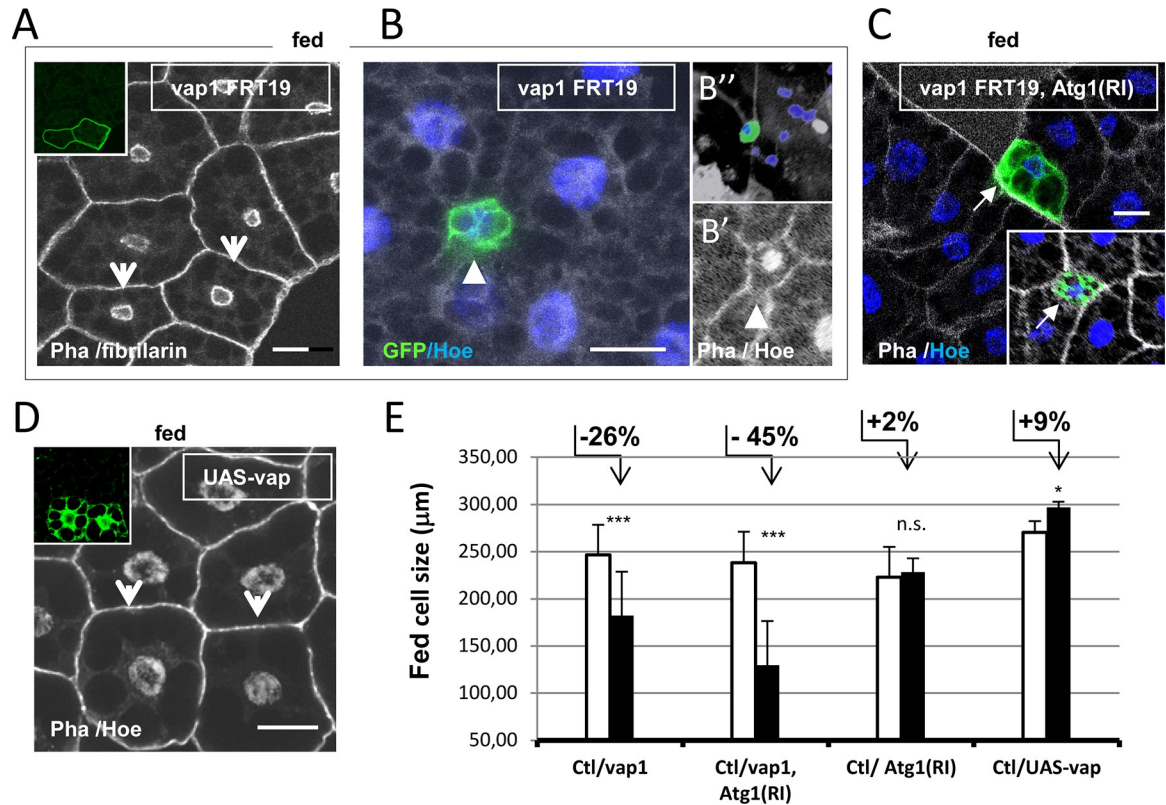 A
fed
vap1 FRT19
Pha /fibrilarin
B
vap1 FRT19
GFP/Hoe
B''
B'
Pha / Hoe
C
fed
vap1 FRT19, Atg1(RI)
Pha /Hoe
D
fed
UAS-vap
Pha /Hoe
E
-26%
- 45%
+2%
+9%
Fed cell size (μm)
350,00
300,00
250,00
200,00
150,00
100,00
50,00
***
***
n.s.
*
Ctl/vap1
Ctl/vap1,
Atg1(RI)
Ctl/ Atg1(RI)
Ctl/UAS-vap